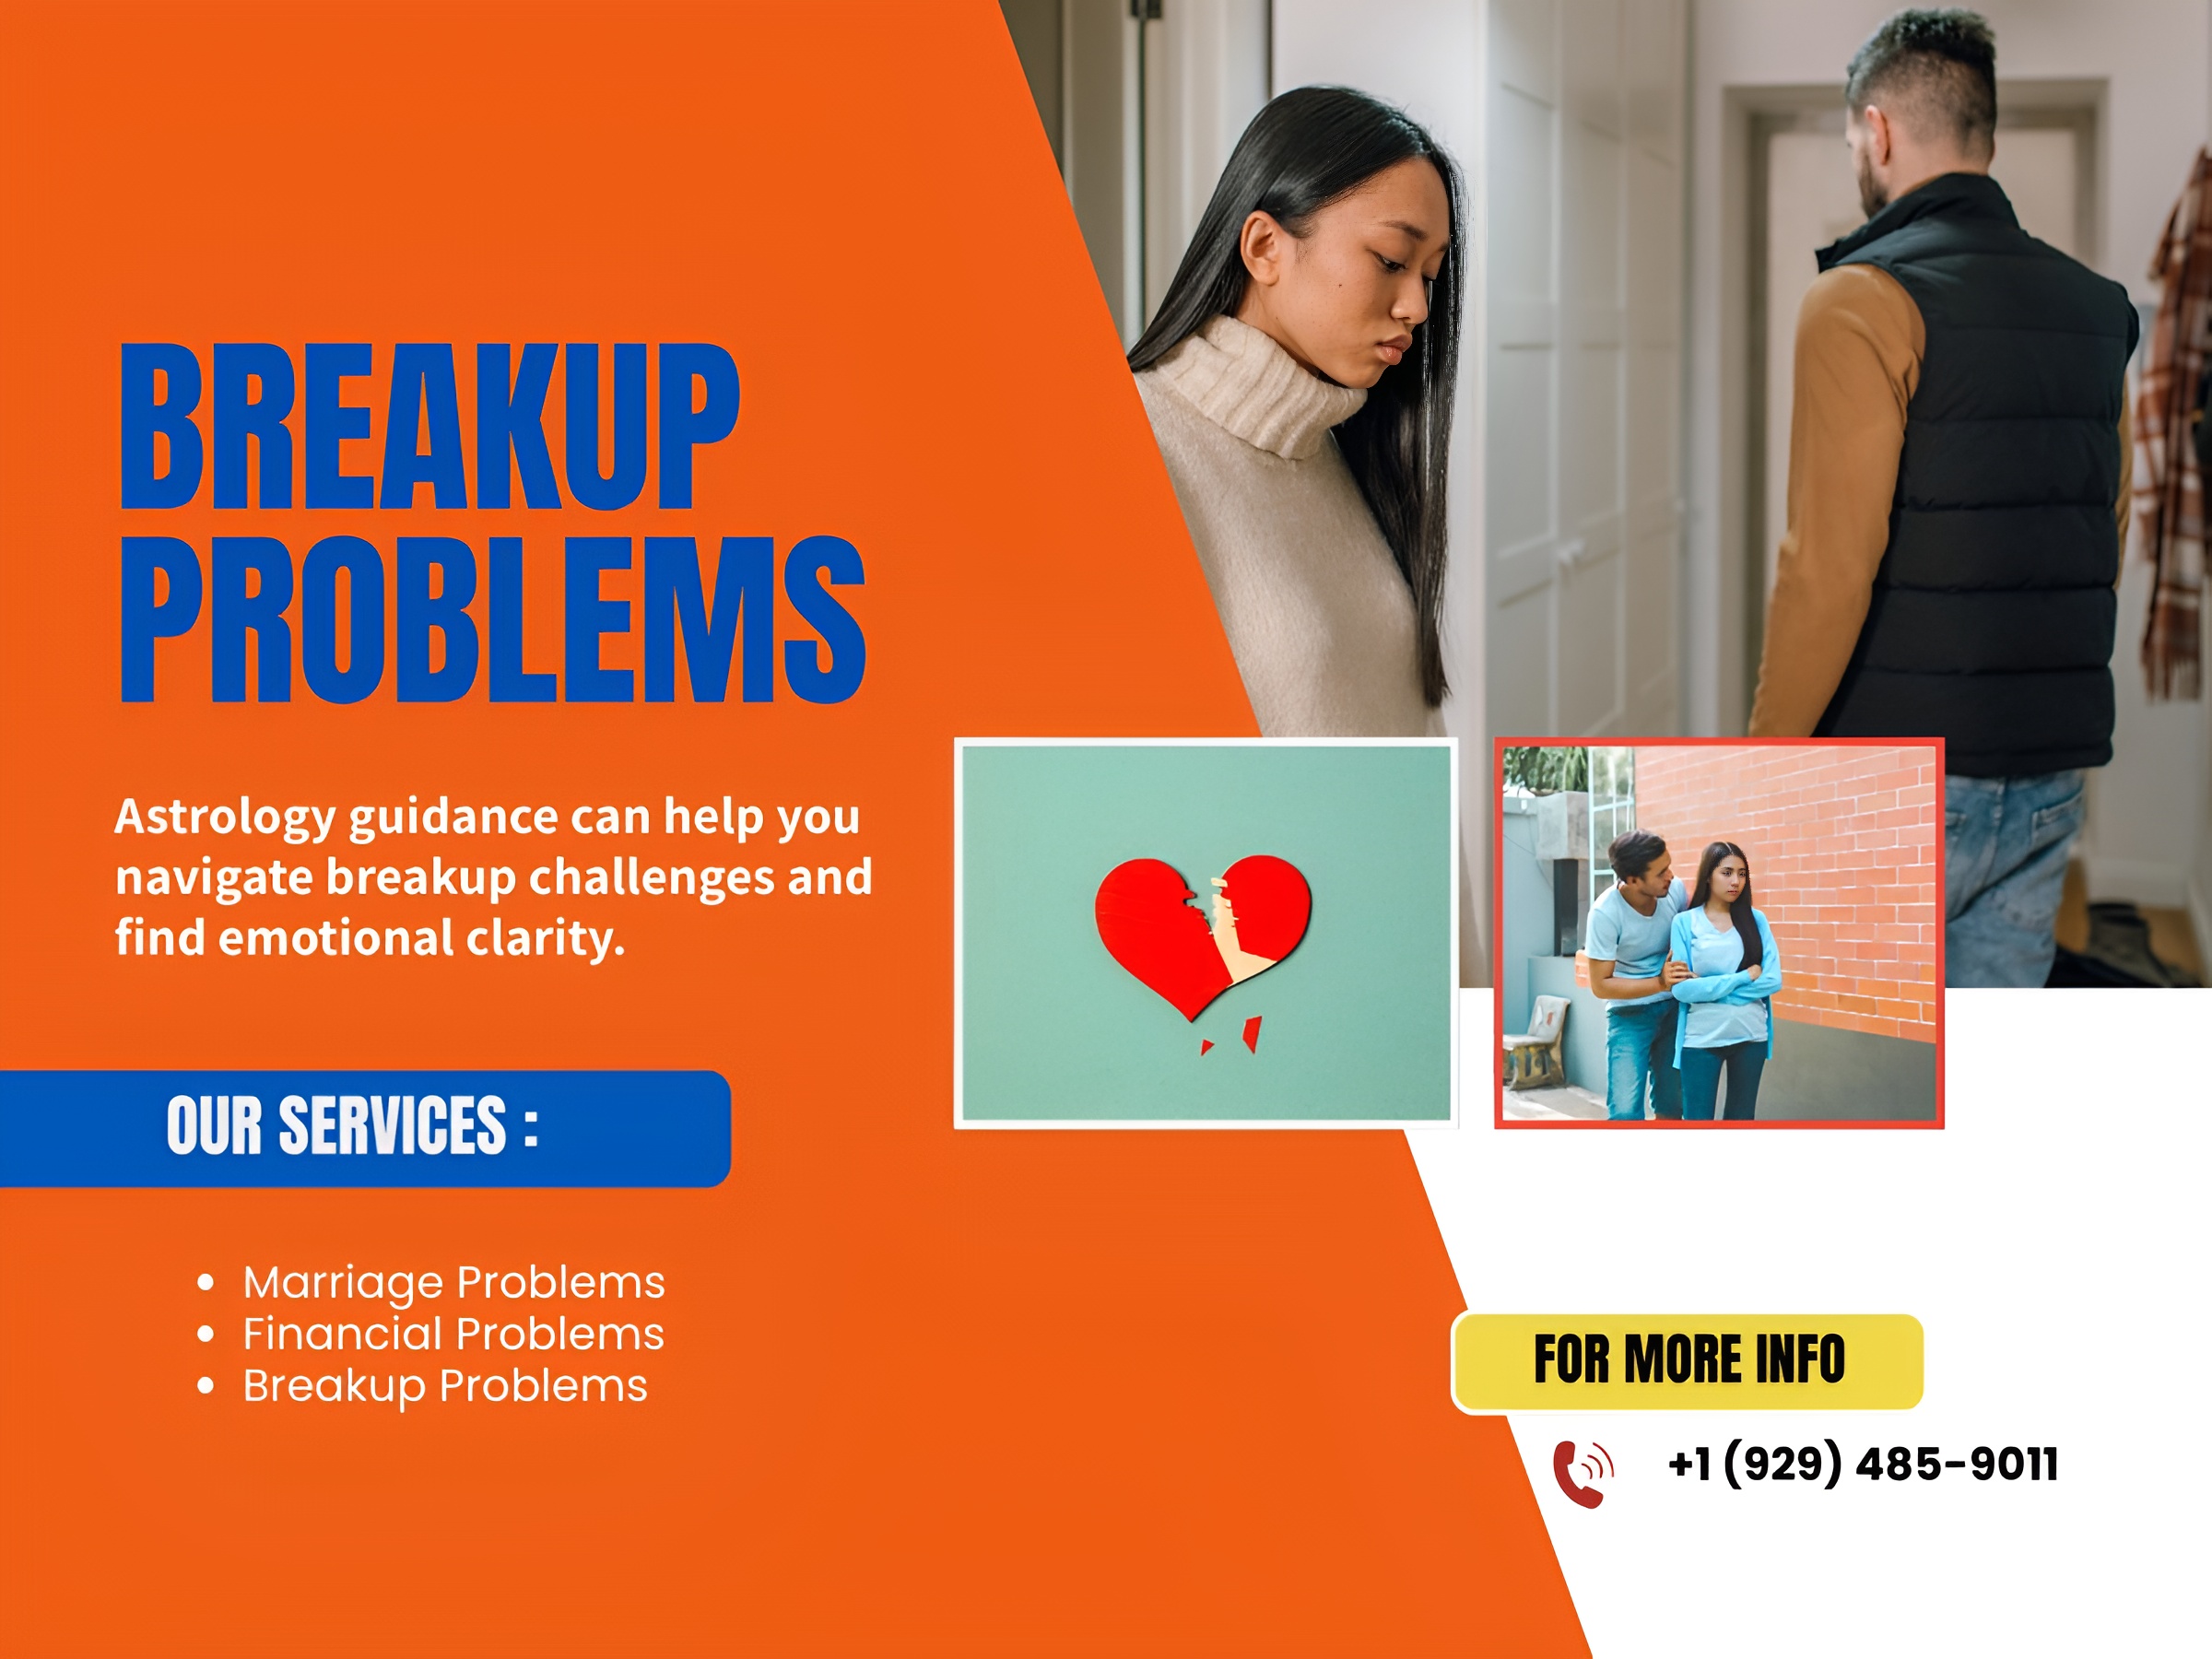 BREAKUP
PROBLEMS
Astrology guidance can help you
navigate breakup challenges and
find emotional clarity.
OUR SERVICES :
• Marriage Problems
• Financial Problems
• Breakup Problems
FOR MORE INFO
+1 (929) 485-9011